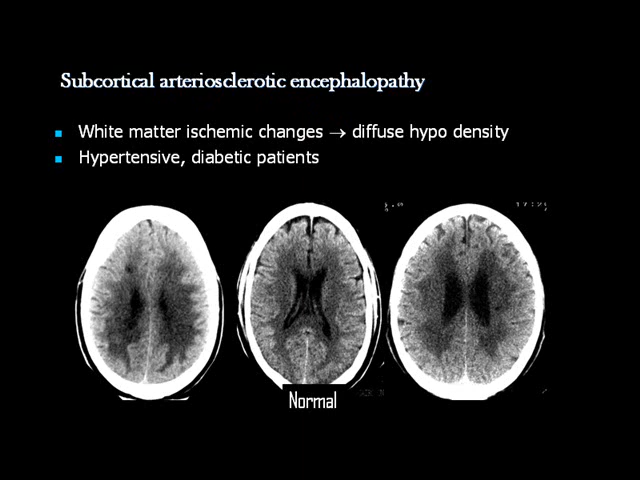 Subcortical arteriosclerotic encephalopathy
White matter ischemic changes → diffuse hypo density
Hypertensive, diabetic patients
Normal